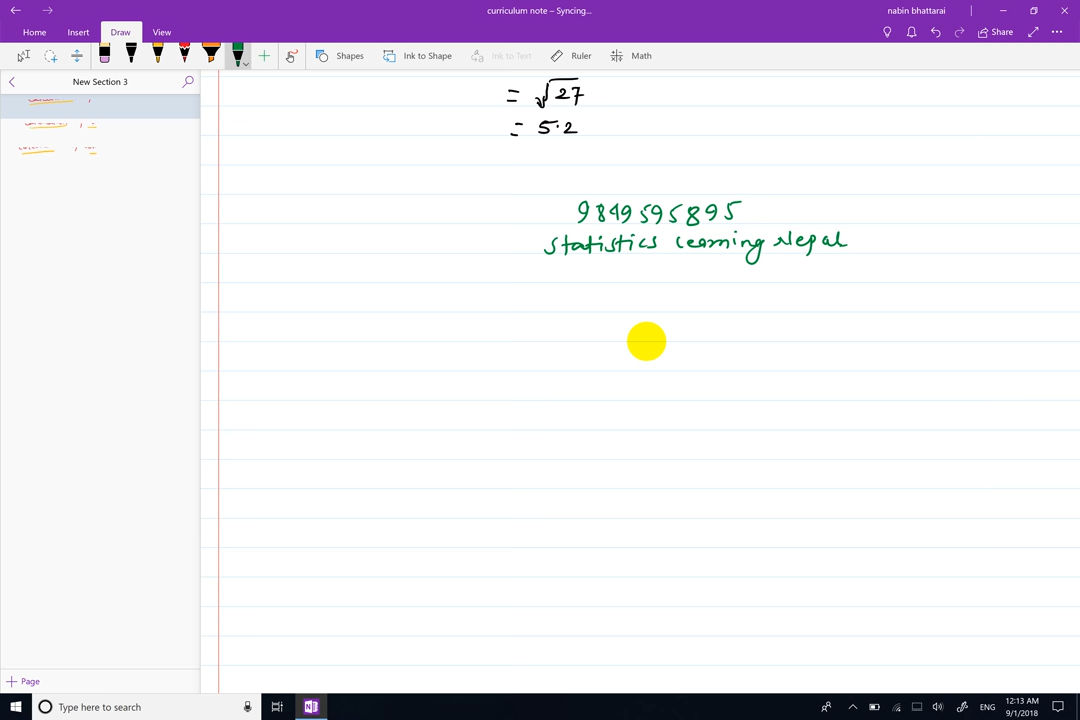 curriculum note – Syncing...
nabin bhattarai
Home Insert Draw View
Share
Shapes Ink to Shape Ink to Text Ruler Math
New Section 3
= √27
= 5.2
9849595895
Statistics Learning Nepal
+ Page
Type here to search
ENG
12:13 AM
9/1/2018